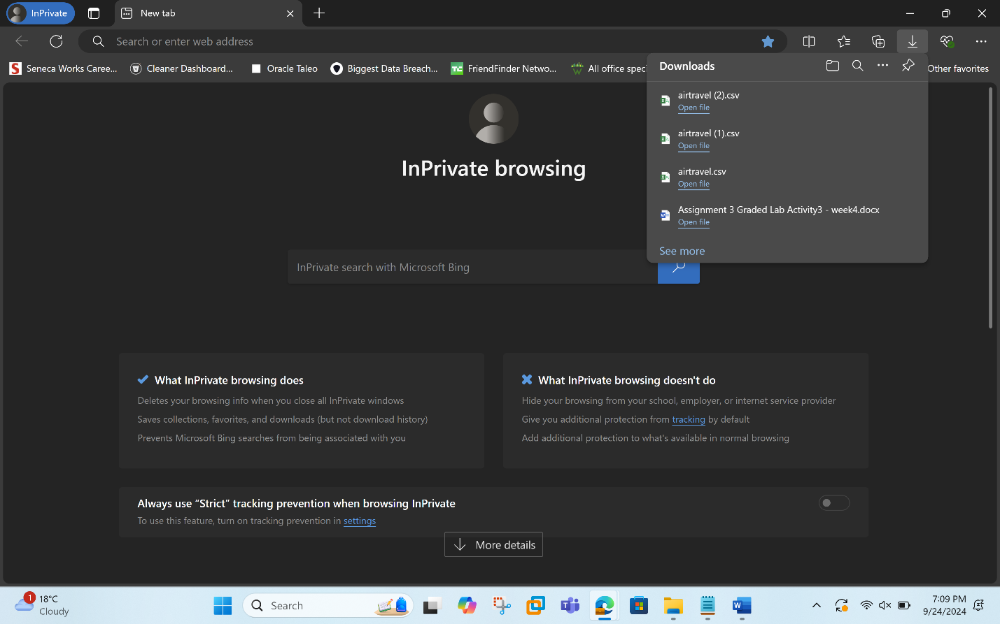 InPrivate
New tab
Search or enter web address
Seneca Works Caree...
Cleaner Dashboard...
Oracle Taleo
Biggest Data Breach...
FriendFinder Netwo...
All office speci
Other favorites
Downloads
airtravel (2).csv
Open file
airtravel (1).csv
Open file
airtravel.csv
Open file
Assignment 3 Graded Lab Activity3 - week4.docx
Open file
See more
InPrivate browsing
InPrivate search with Microsoft Bing
What InPrivate browsing does
Deletes your browsing info when you close all InPrivate windows
Saves collections, favorites, and downloads (but not download history)
Prevents Microsoft Bing searches from being associated with you
What InPrivate browsing doesn't do
Hide your browsing from your school, employer, or internet service provider
Give you additional protection from tracking by default
Add additional protection to what's available in normal browsing
Always use “Strict” tracking prevention when browsing InPrivate
To use this feature, turn on tracking prevention in settings
More details
1
18°C
Cloudy
Search
7:09 PM
9/24/2024